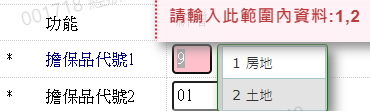 功能
請輸入此範圍內資料:1,2
* 擔保品代號1 9
1 房地
* 擔保品代號2 01
2 土地